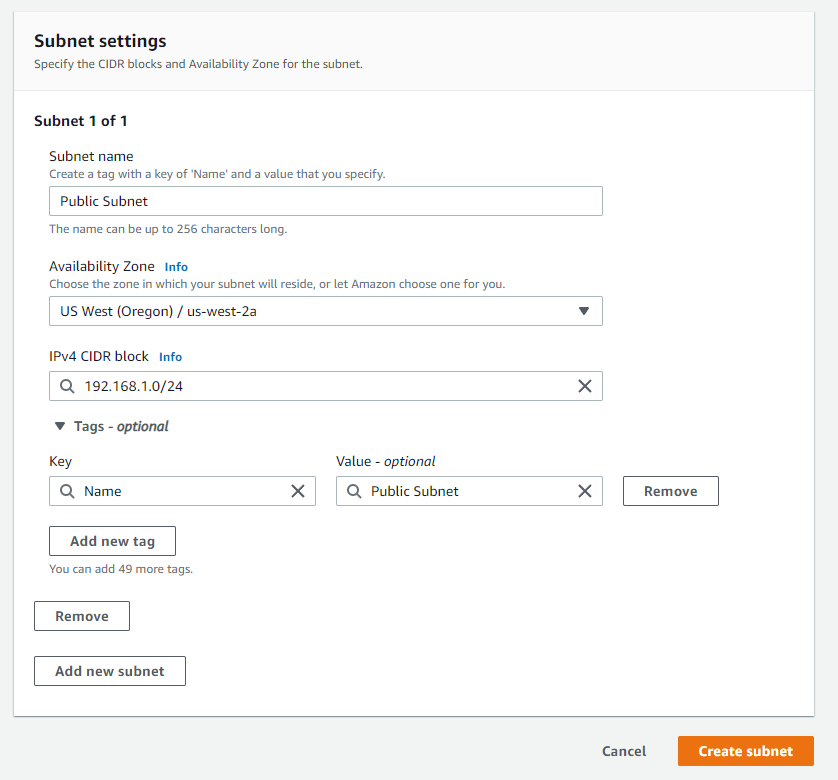 Subnet settings
Specify the CIDR blocks and Availability Zone for the subnet.
Subnet 1 of 1
Subnet name
Create a tag with a key of 'Name' and a value that you specify.
Public Subnet
The name can be up to 256 characters long.
Availability Zone Info
Choose the zone in which your subnet will reside, or let Amazon choose one for you.
US West (Oregon) / us-west-2a
IPv4 CIDR block Info
192.168.1.0/24
Tags - optional
Key Value - optional
Name Public Subnet Remove
Add new tag
You can add 49 more tags.
Remove
Add new subnet
Cancel Create subnet